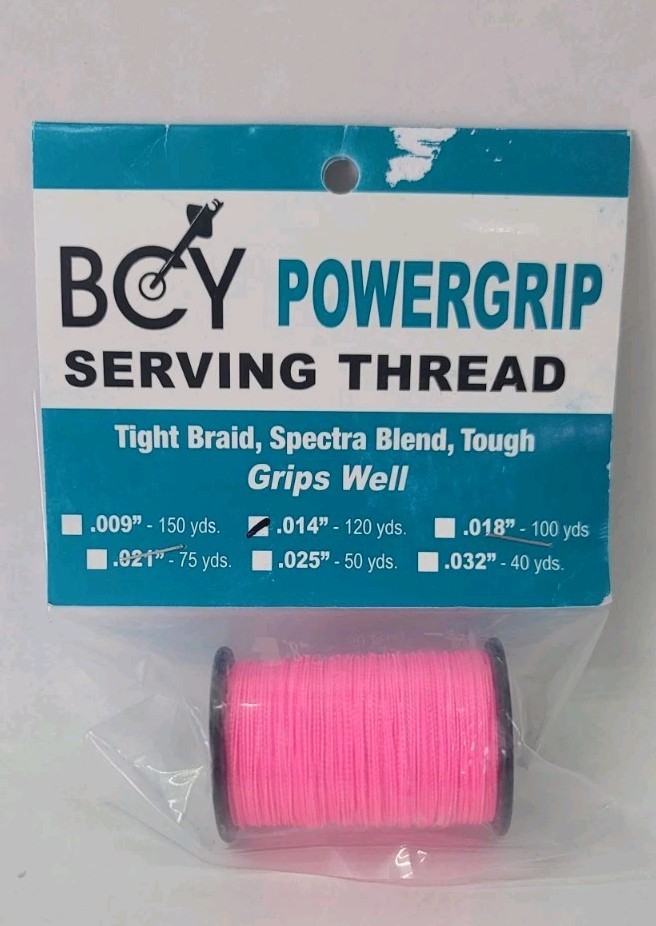 BCY POWERGRIP
SERVING THREAD
Tight Braid, Spectra Blend, Tough
Grips Well
.009” - 150 yds. .014” - 120 yds. .018” - 100 yds
.021” - 75 yds. .025” - 50 yds. .032” - 40 yds.